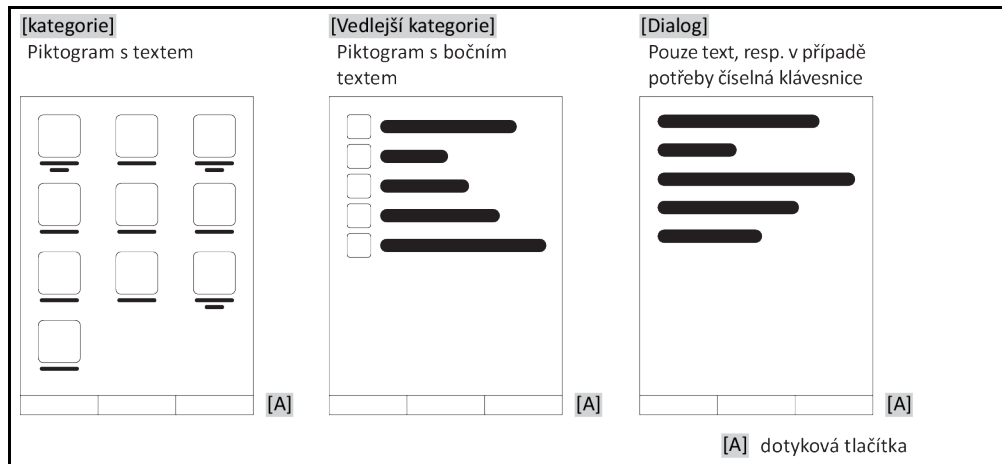 [kategorie]
Piktogram s textem
[Vedlejší kategorie]
Piktogram s bočním
textem
[Dialog]
Pouze text, resp. v případě
potřeby číselná klávesnice
[A]
[A]
[A]
[A] dotyková tlačítka